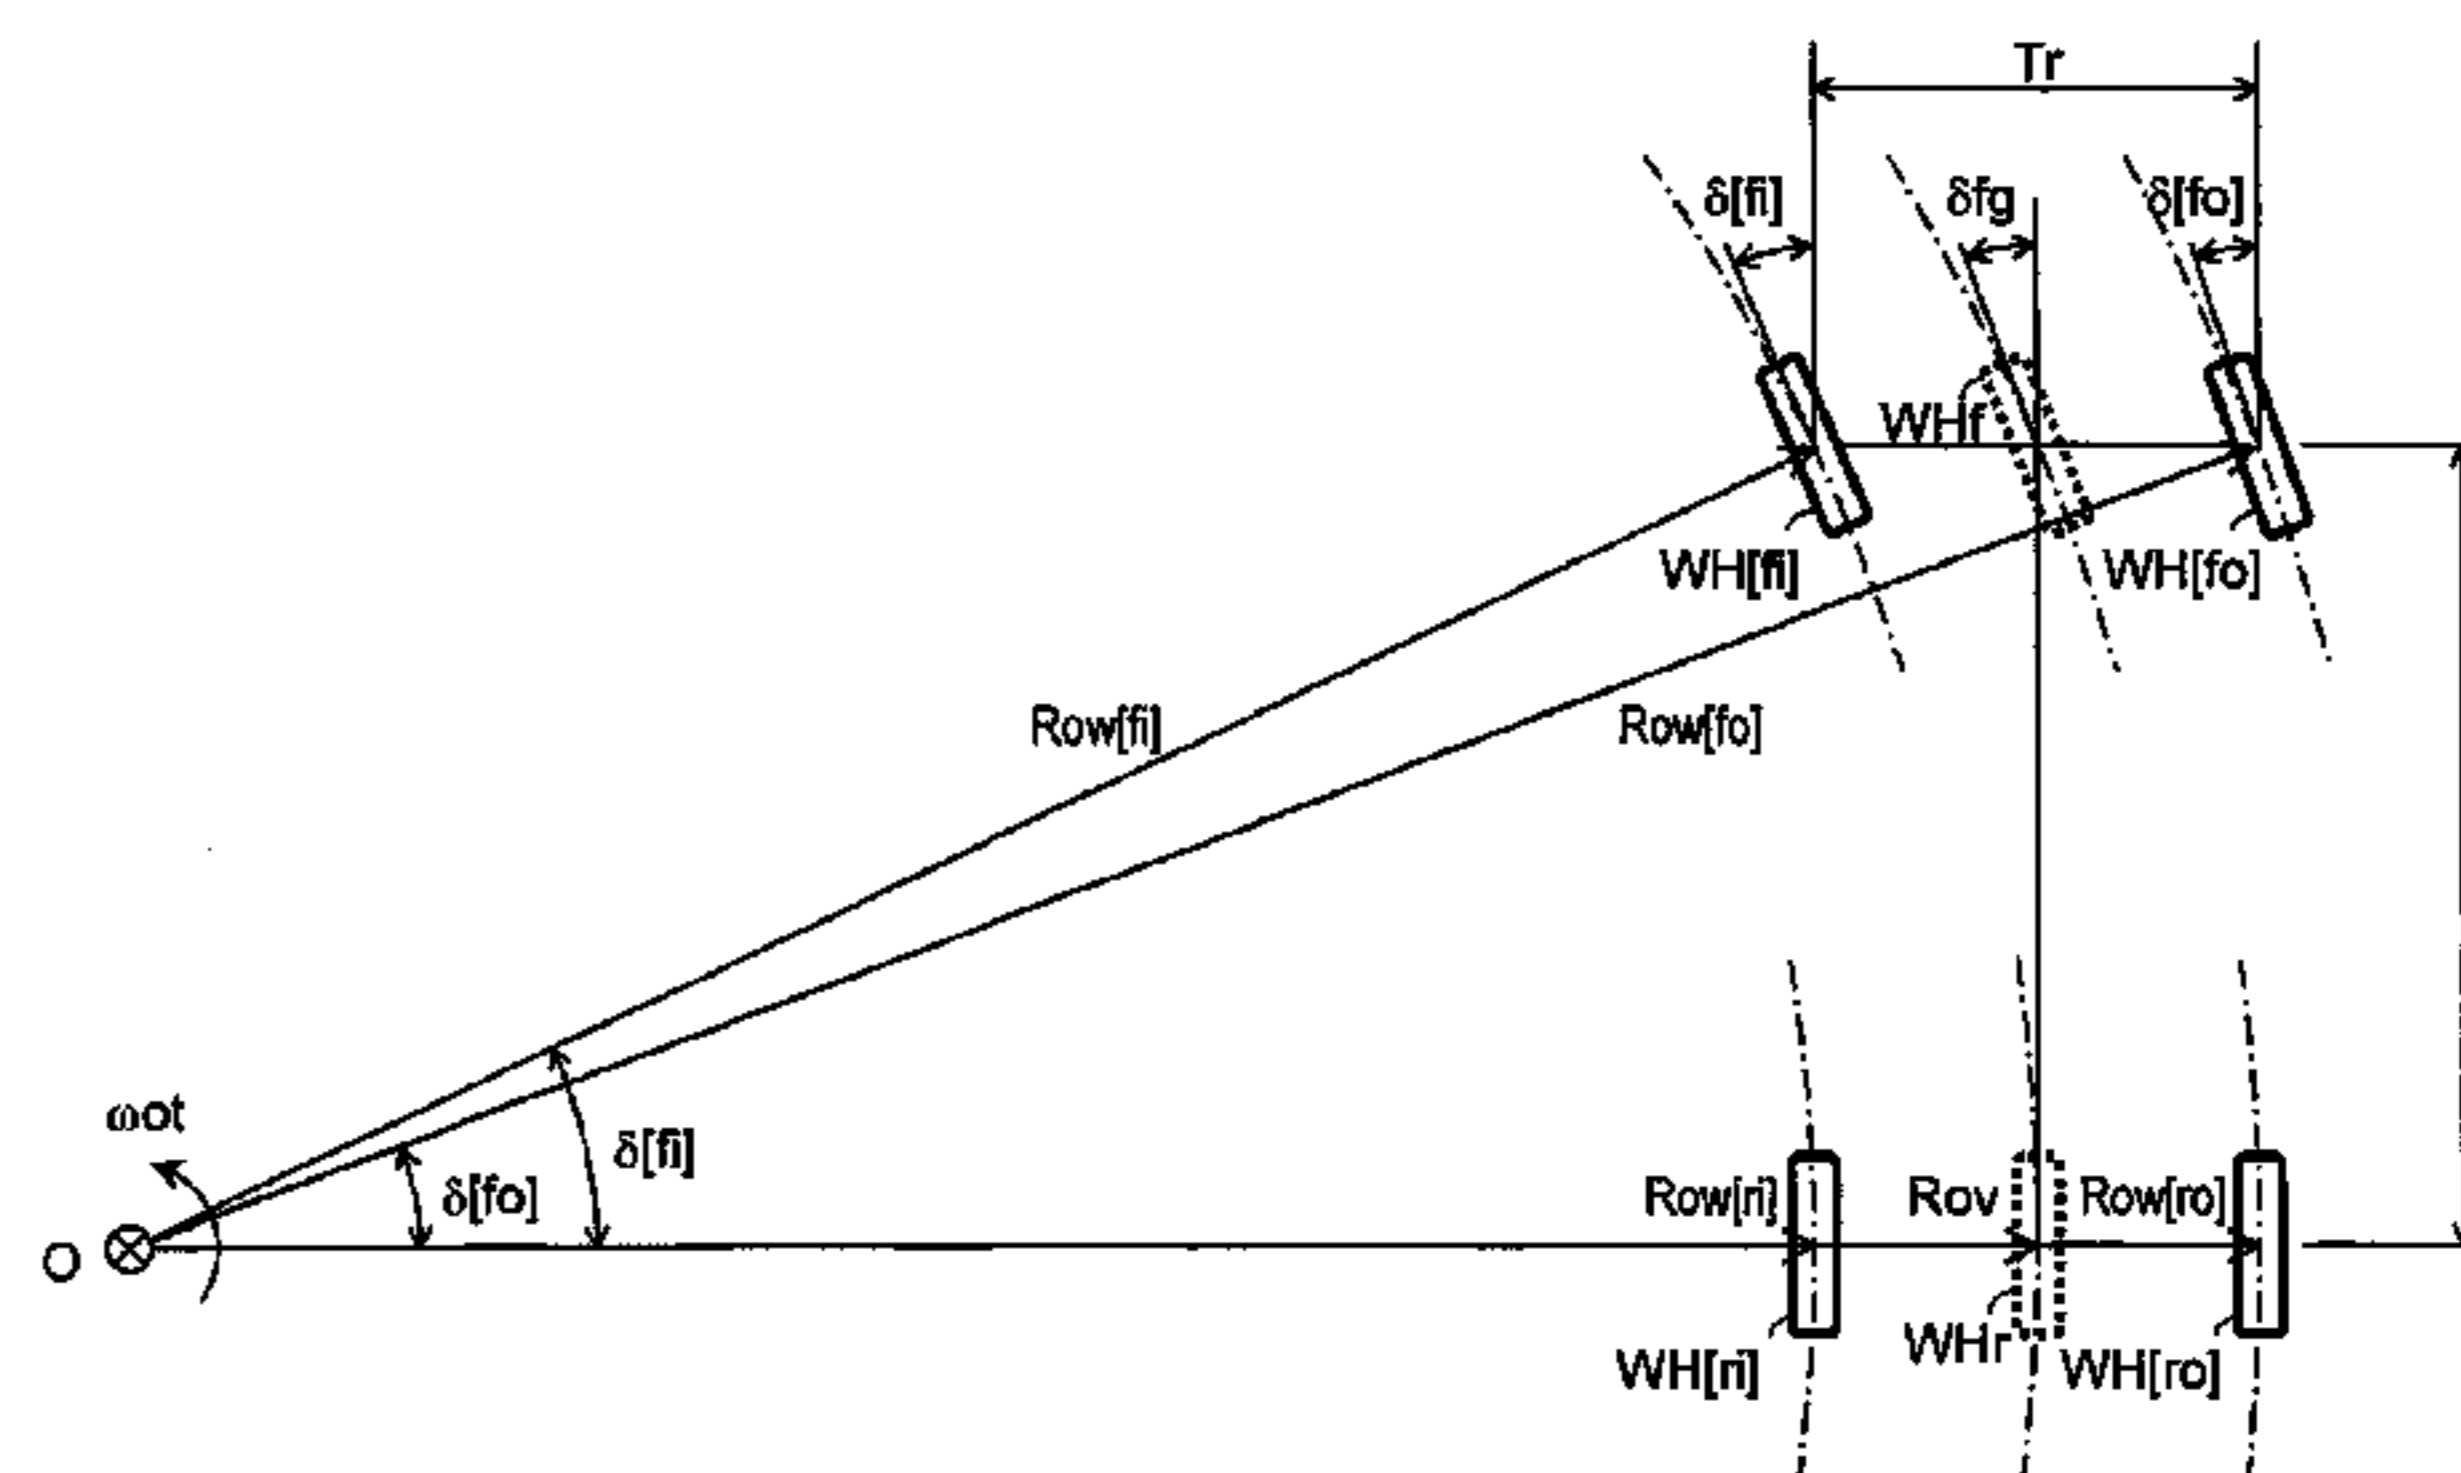 Tr
δ[fi]
δfg
δ[fo]
WHf
WH[fi]
WH[fo]
Row[fi]
Row[fo]
ωot
δ[fi]
δ[fo]
O
Row[ri]
Rov
Row[ro]
WHr
WH[ri]
WH[ro]